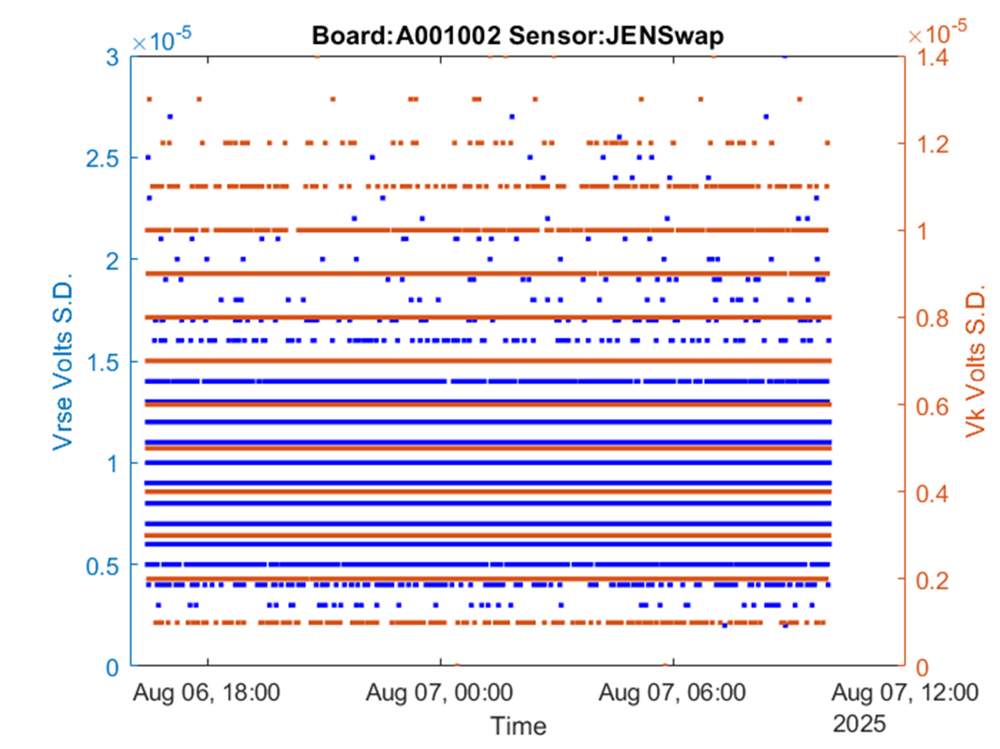 Board:A001002 Sensor:JENSwap
×10-5
×10-5
3
2.5
2
1.5
1
0.5
0
Vrse Volts S.D.
1.4
1.2
1
0.8
0.6
0.4
0.2
0
Vk Volts S.D.
Aug 06, 18:00
Aug 07, 00:00
Aug 07, 06:00
Aug 07, 12:00
2025
Time